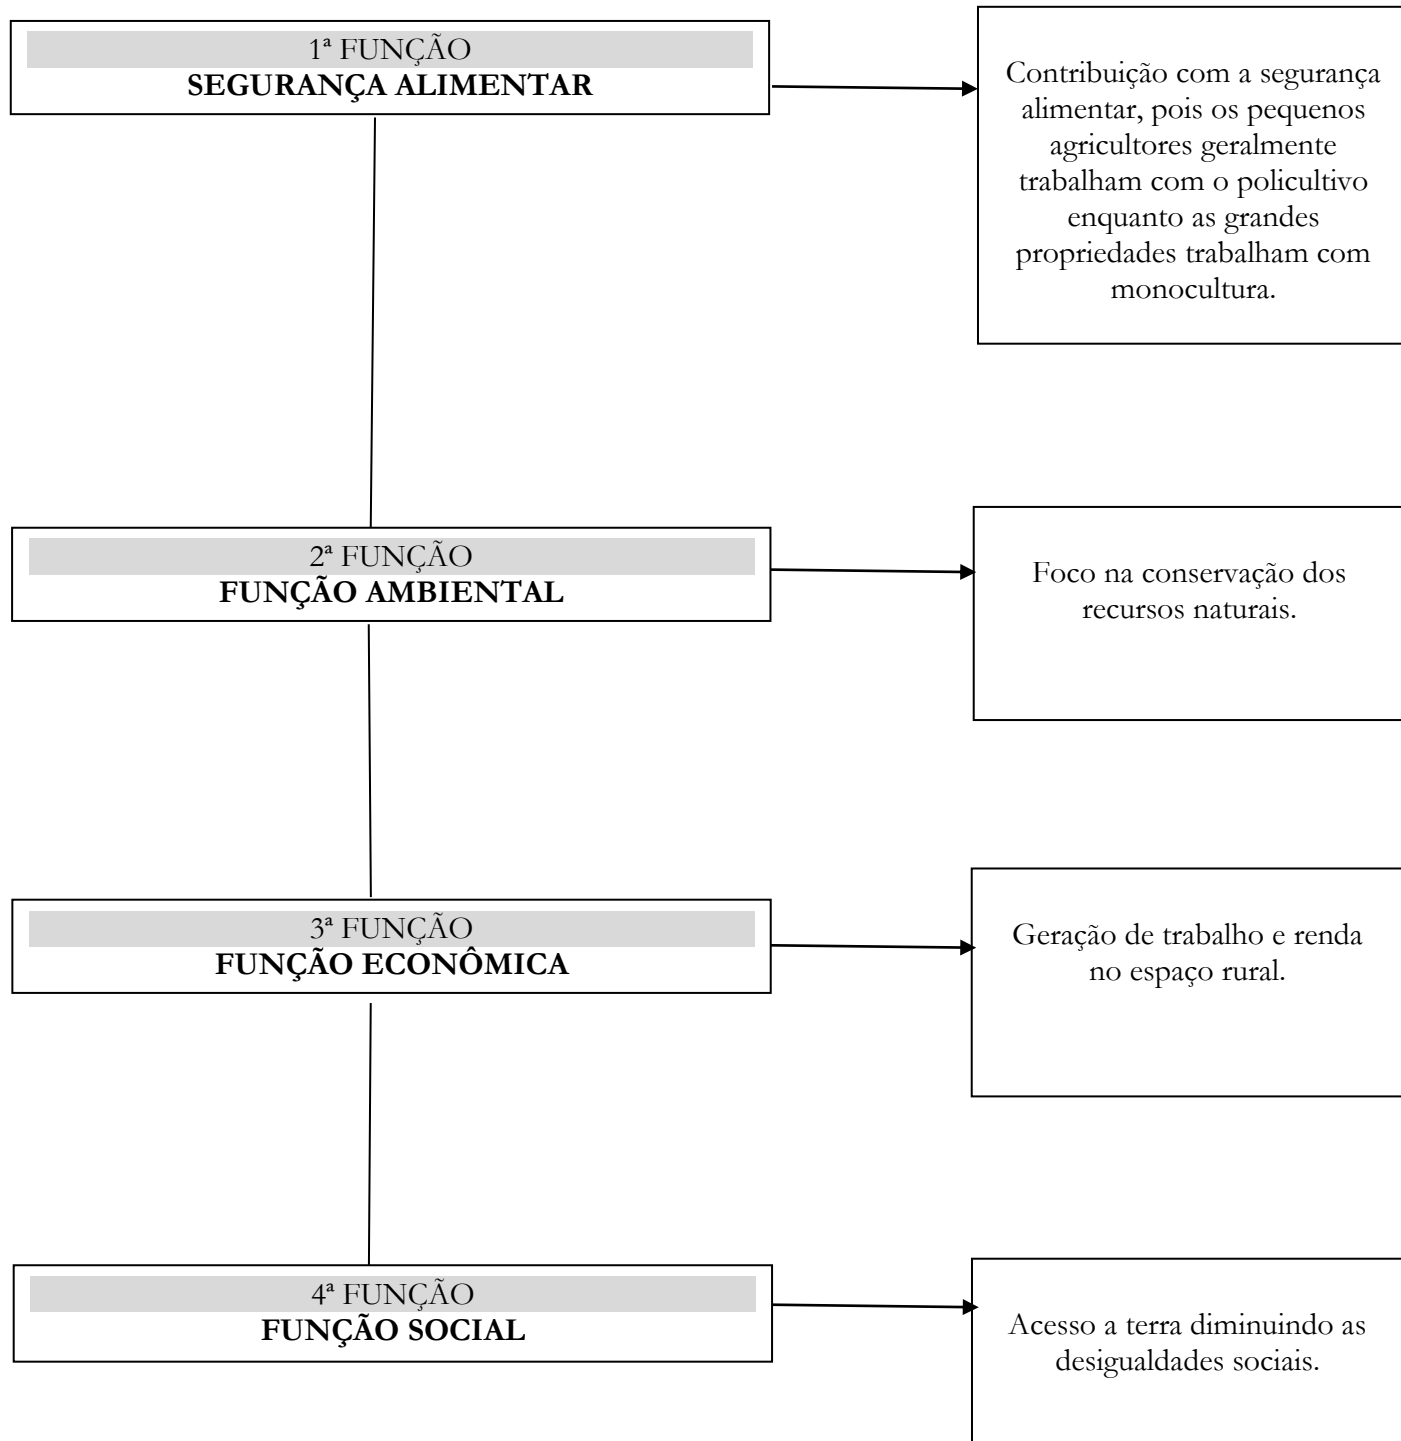 1ª FUNÇÃO
SEGURANÇA ALIMENTAR
Contribuição com a segurança
alimentar, pois os pequenos
agricultores geralmente
trabalham com o policultivo
enquanto as grandes
propriedades trabalham com
monocultura.
2ª FUNÇÃO
FUNÇÃO AMBIENTAL
Foco na conservação dos
recursos naturais.
3ª FUNÇÃO
FUNÇÃO ECONÔMICA
Geração de trabalho e renda
no espaço rural.
4ª FUNÇÃO
FUNÇÃO SOCIAL
Acesso a terra diminuindo as
desigualdades sociais.